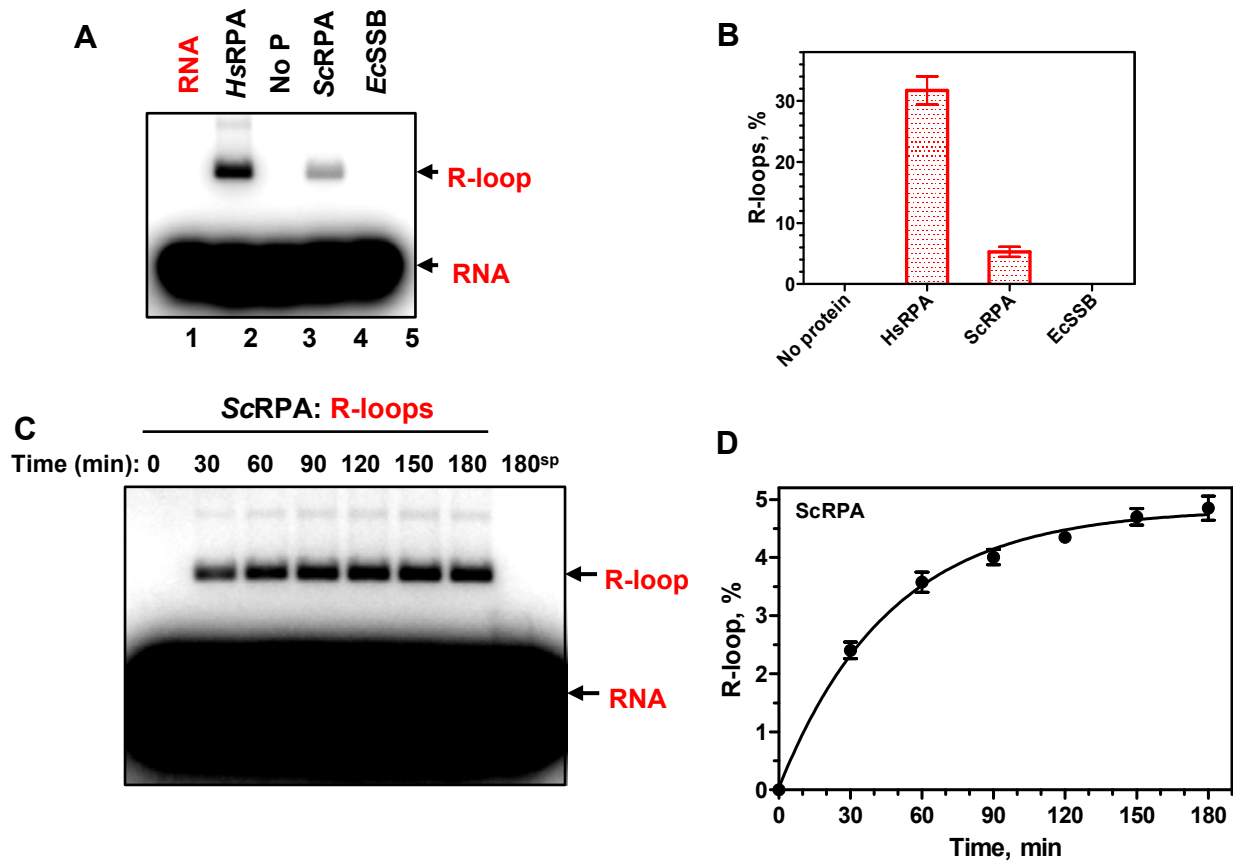 A
RNA
HsRPA
No P
ScRPA
EcSSB
R-loop
RNA
1 2 3 4 5
B
R-loops, %
30
20
10
0
No protein
HsRPA
ScRPA
EcSSB
C
ScRPA: R-loops
Time (min): 0 30 60 90 120 150 180 180ˢᵖ
R-loop
RNA
D
ScRPA
R-loop, %
5
4
3
2
1
0
0 30 60 90 120 150 180
Time, min